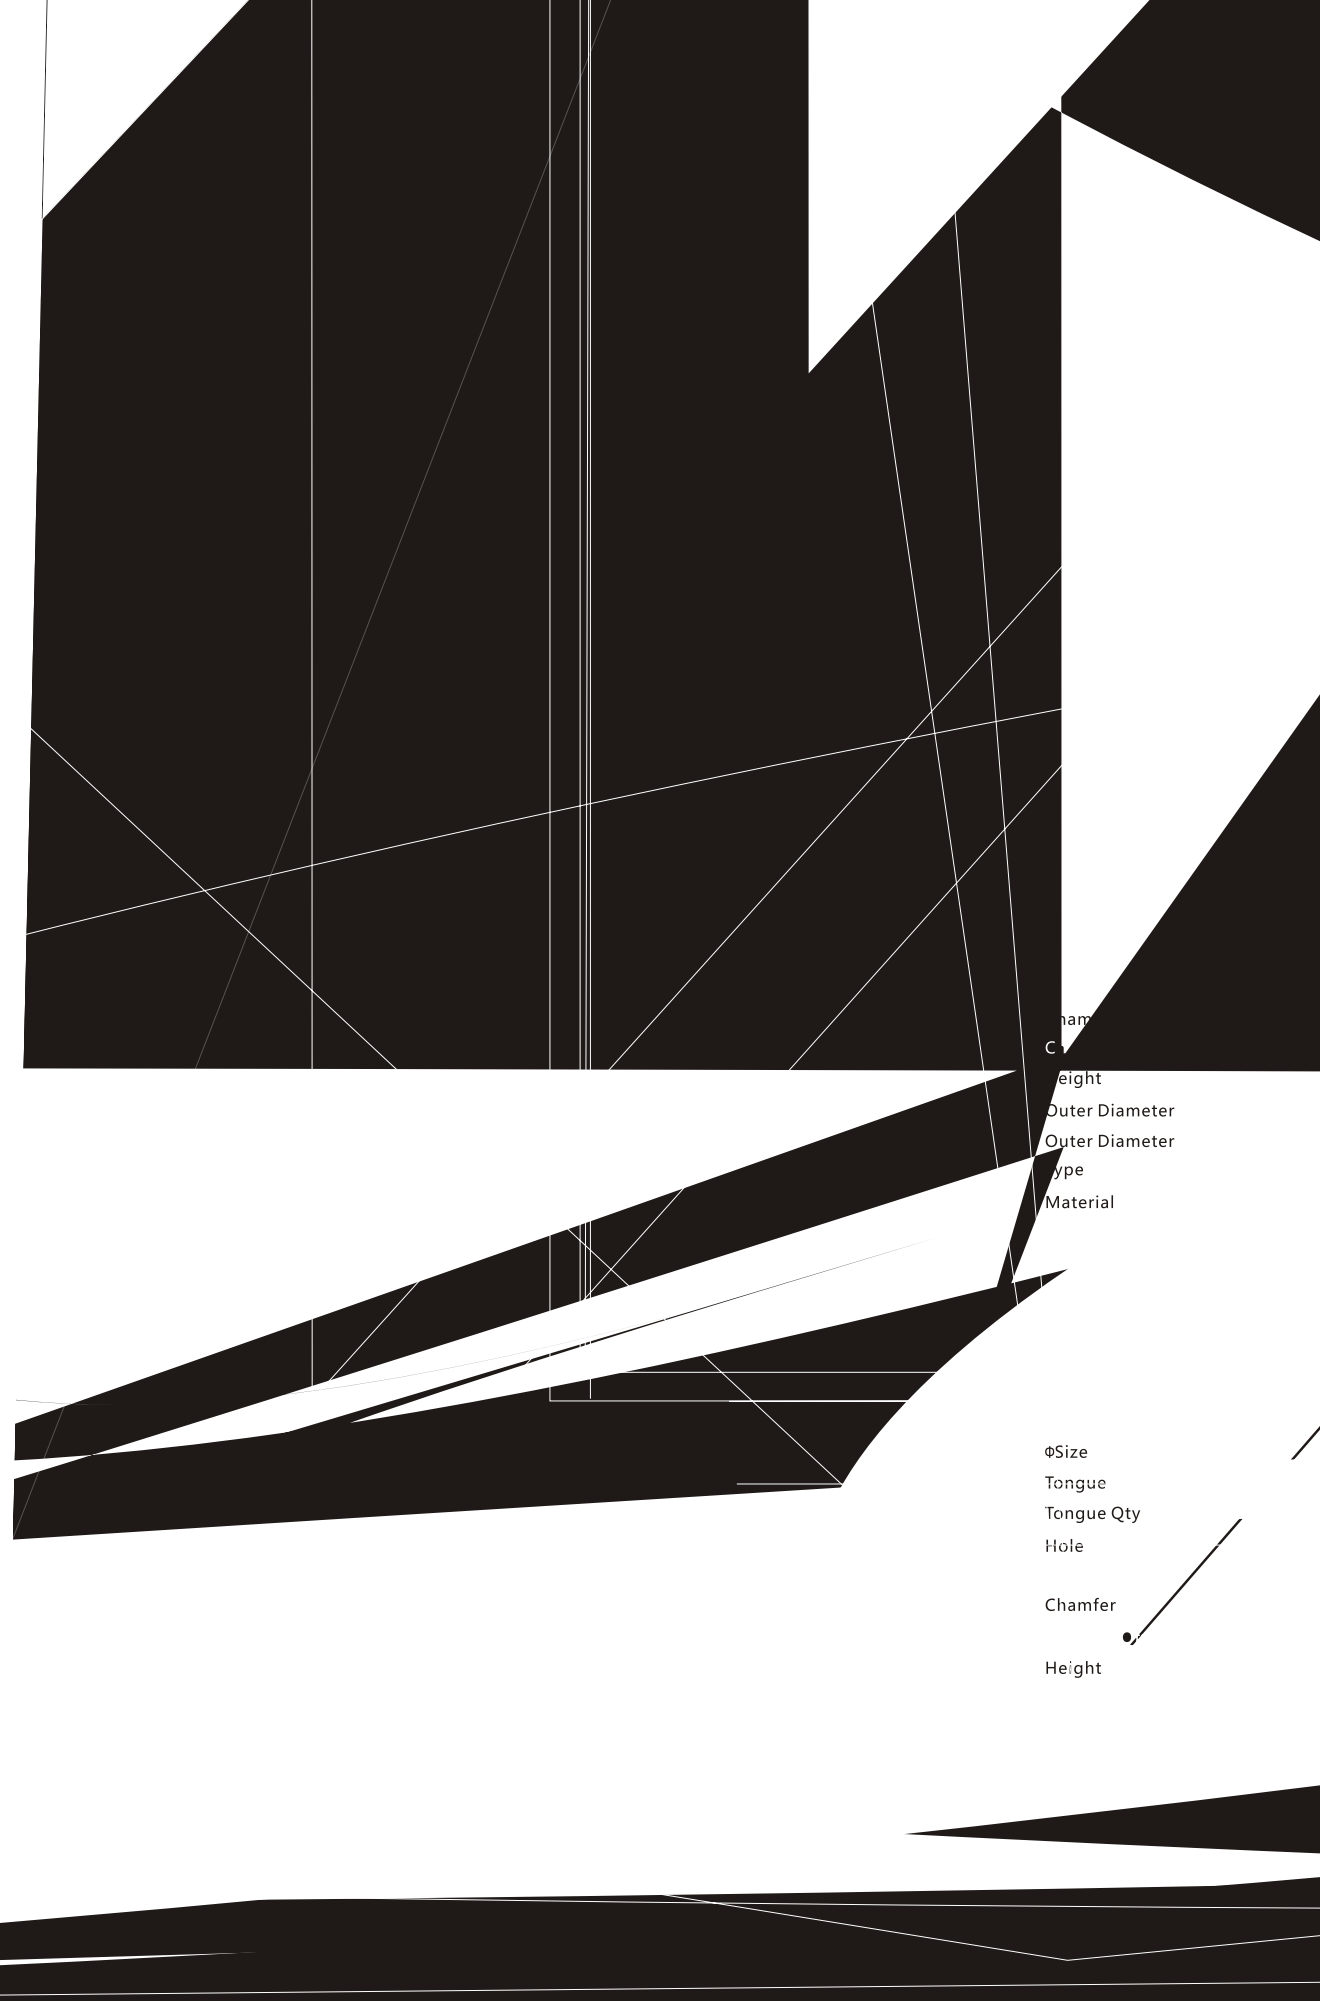 Outer Diameter
Outer Diameter
Material
ΦSize
Tongue
Tongue Qty
Hole
Chamfer
Height